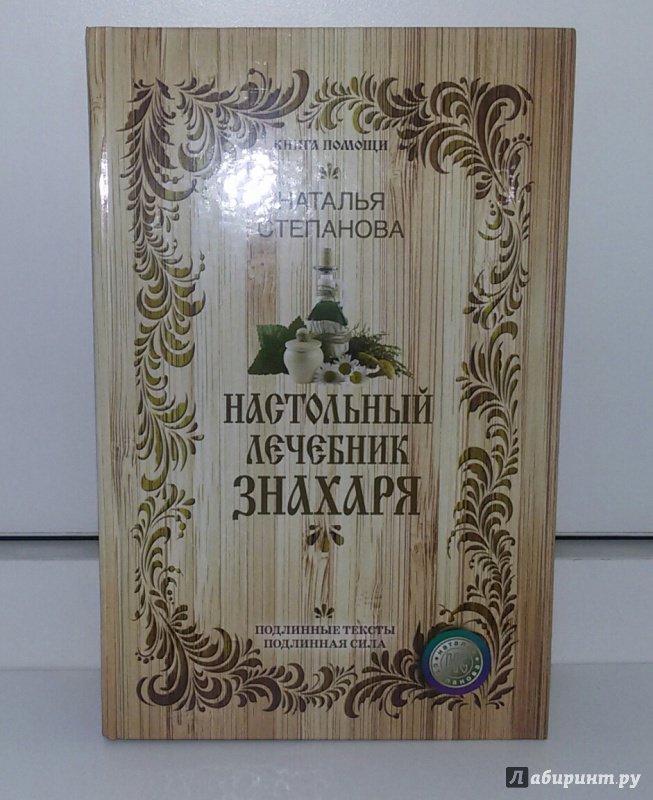 КНИГА ПОМОЩИ
НАТАЛЬЯ
СТЕПАНОВА
НАСТОЛЬНЫЙ
ЛЕЧЕБНИК
ЗНАХАРЯ
ПОДЛИННЫЕ ТЕКСТЫ
ПОДЛИННАЯ СИЛА
Лабиринт.ру